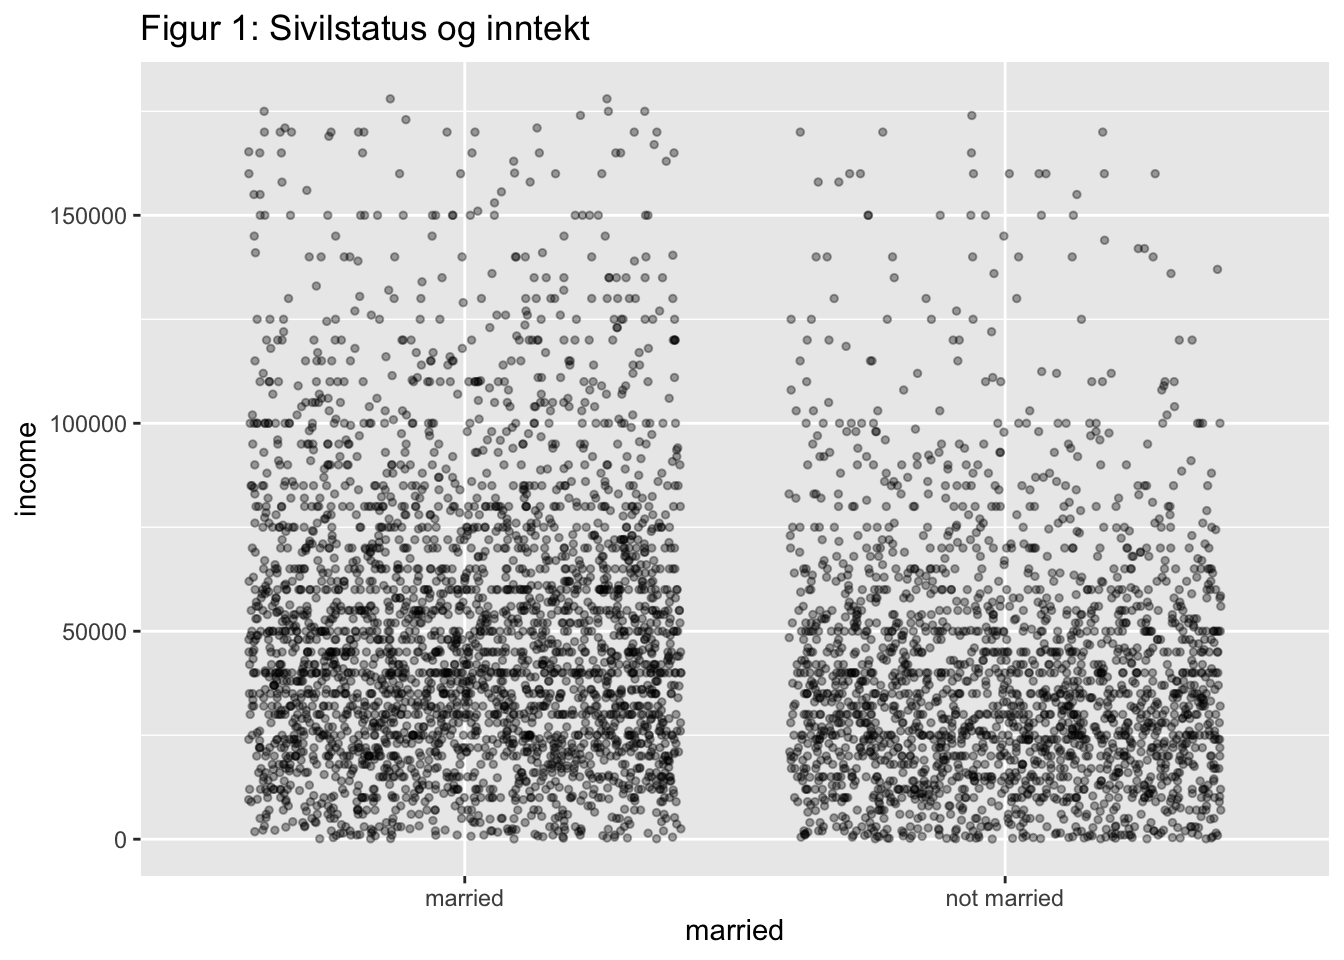 Figur 1: Sivilstatus og inntekt
income
150000
100000
50000
0
married
not married
married